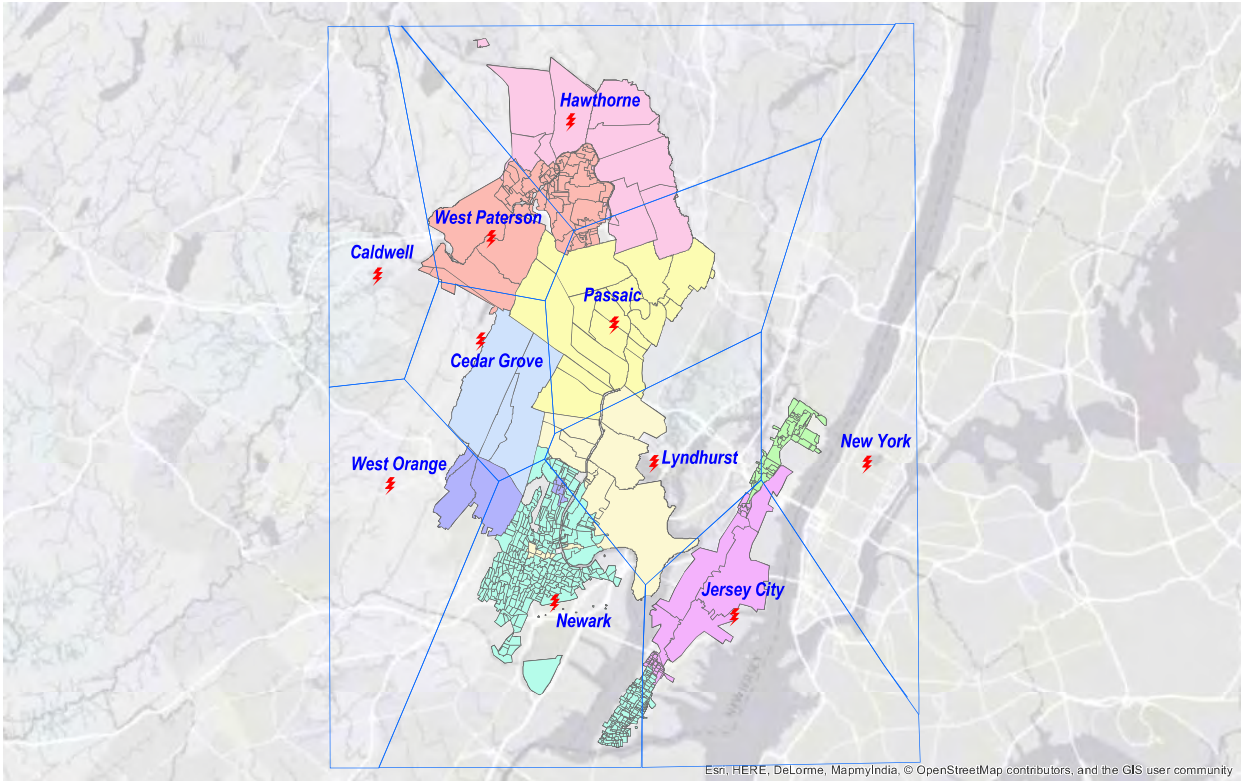 Hawthorne
West Paterson
Caldwell
Passaic
Cedar Grove
New York
Lyndhurst
West Orange
Jersey City
Newark
Esri, HERE, DeLorme, MapmyIndia, © OpenStreetMap contributors, and the GIS user community